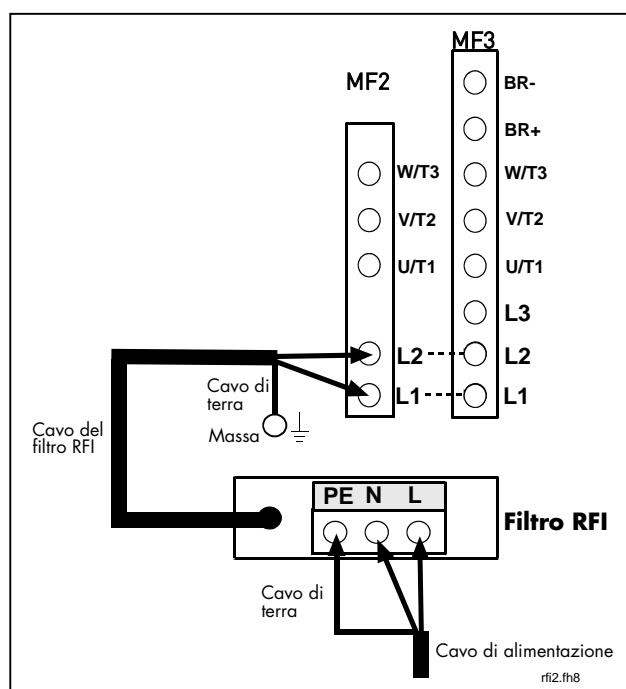 MF3
MF2
BR-
BR+
W/T3
W/T3
V/T2
V/T2
U/T1
U/T1
L3
L2
L2
L1
L1
Cavo di
terra
Massa
Cavo del
filtro RFI
PE N L
Filtro RFI
Cavo di
terra
Cavo di alimentazione
rfi2.fh8